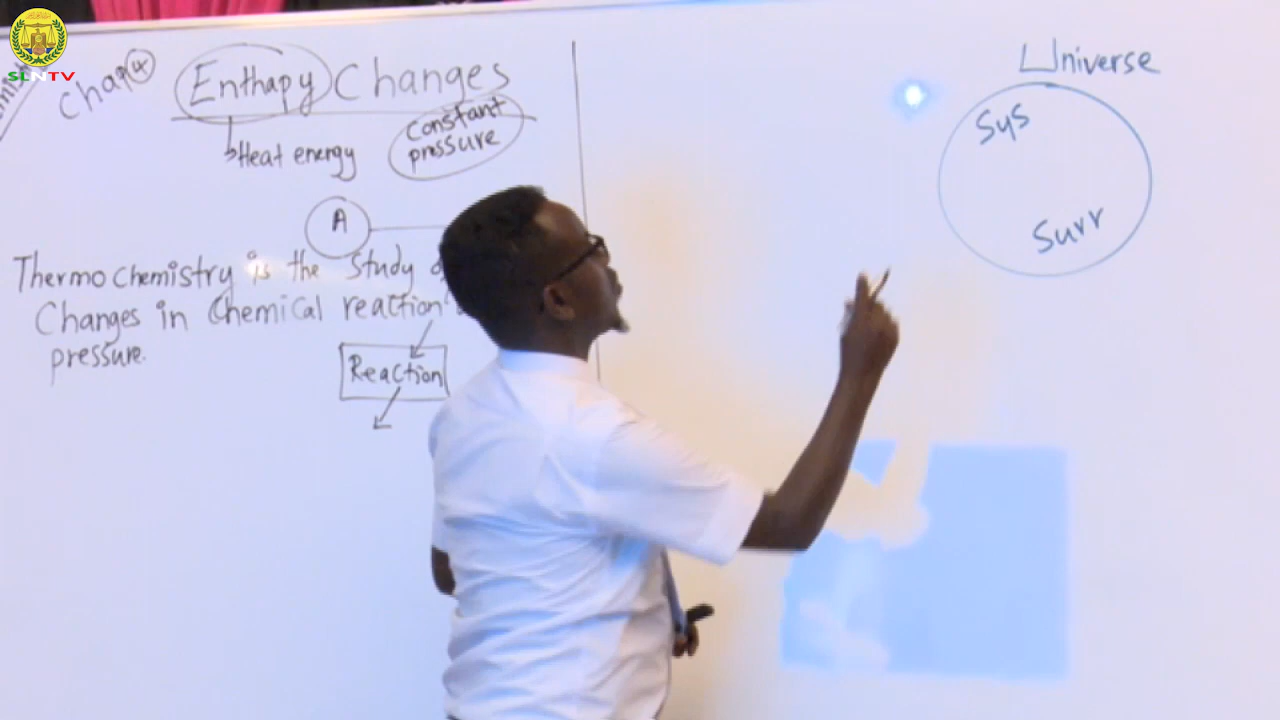 SLNTV
Chap 4
Enthapy Changes
Heat energy
Constant
pressure
A
Thermo chemistry is the study
Changes in Chemical reaction
pressure.
Reaction
Universe
Sys
Surr